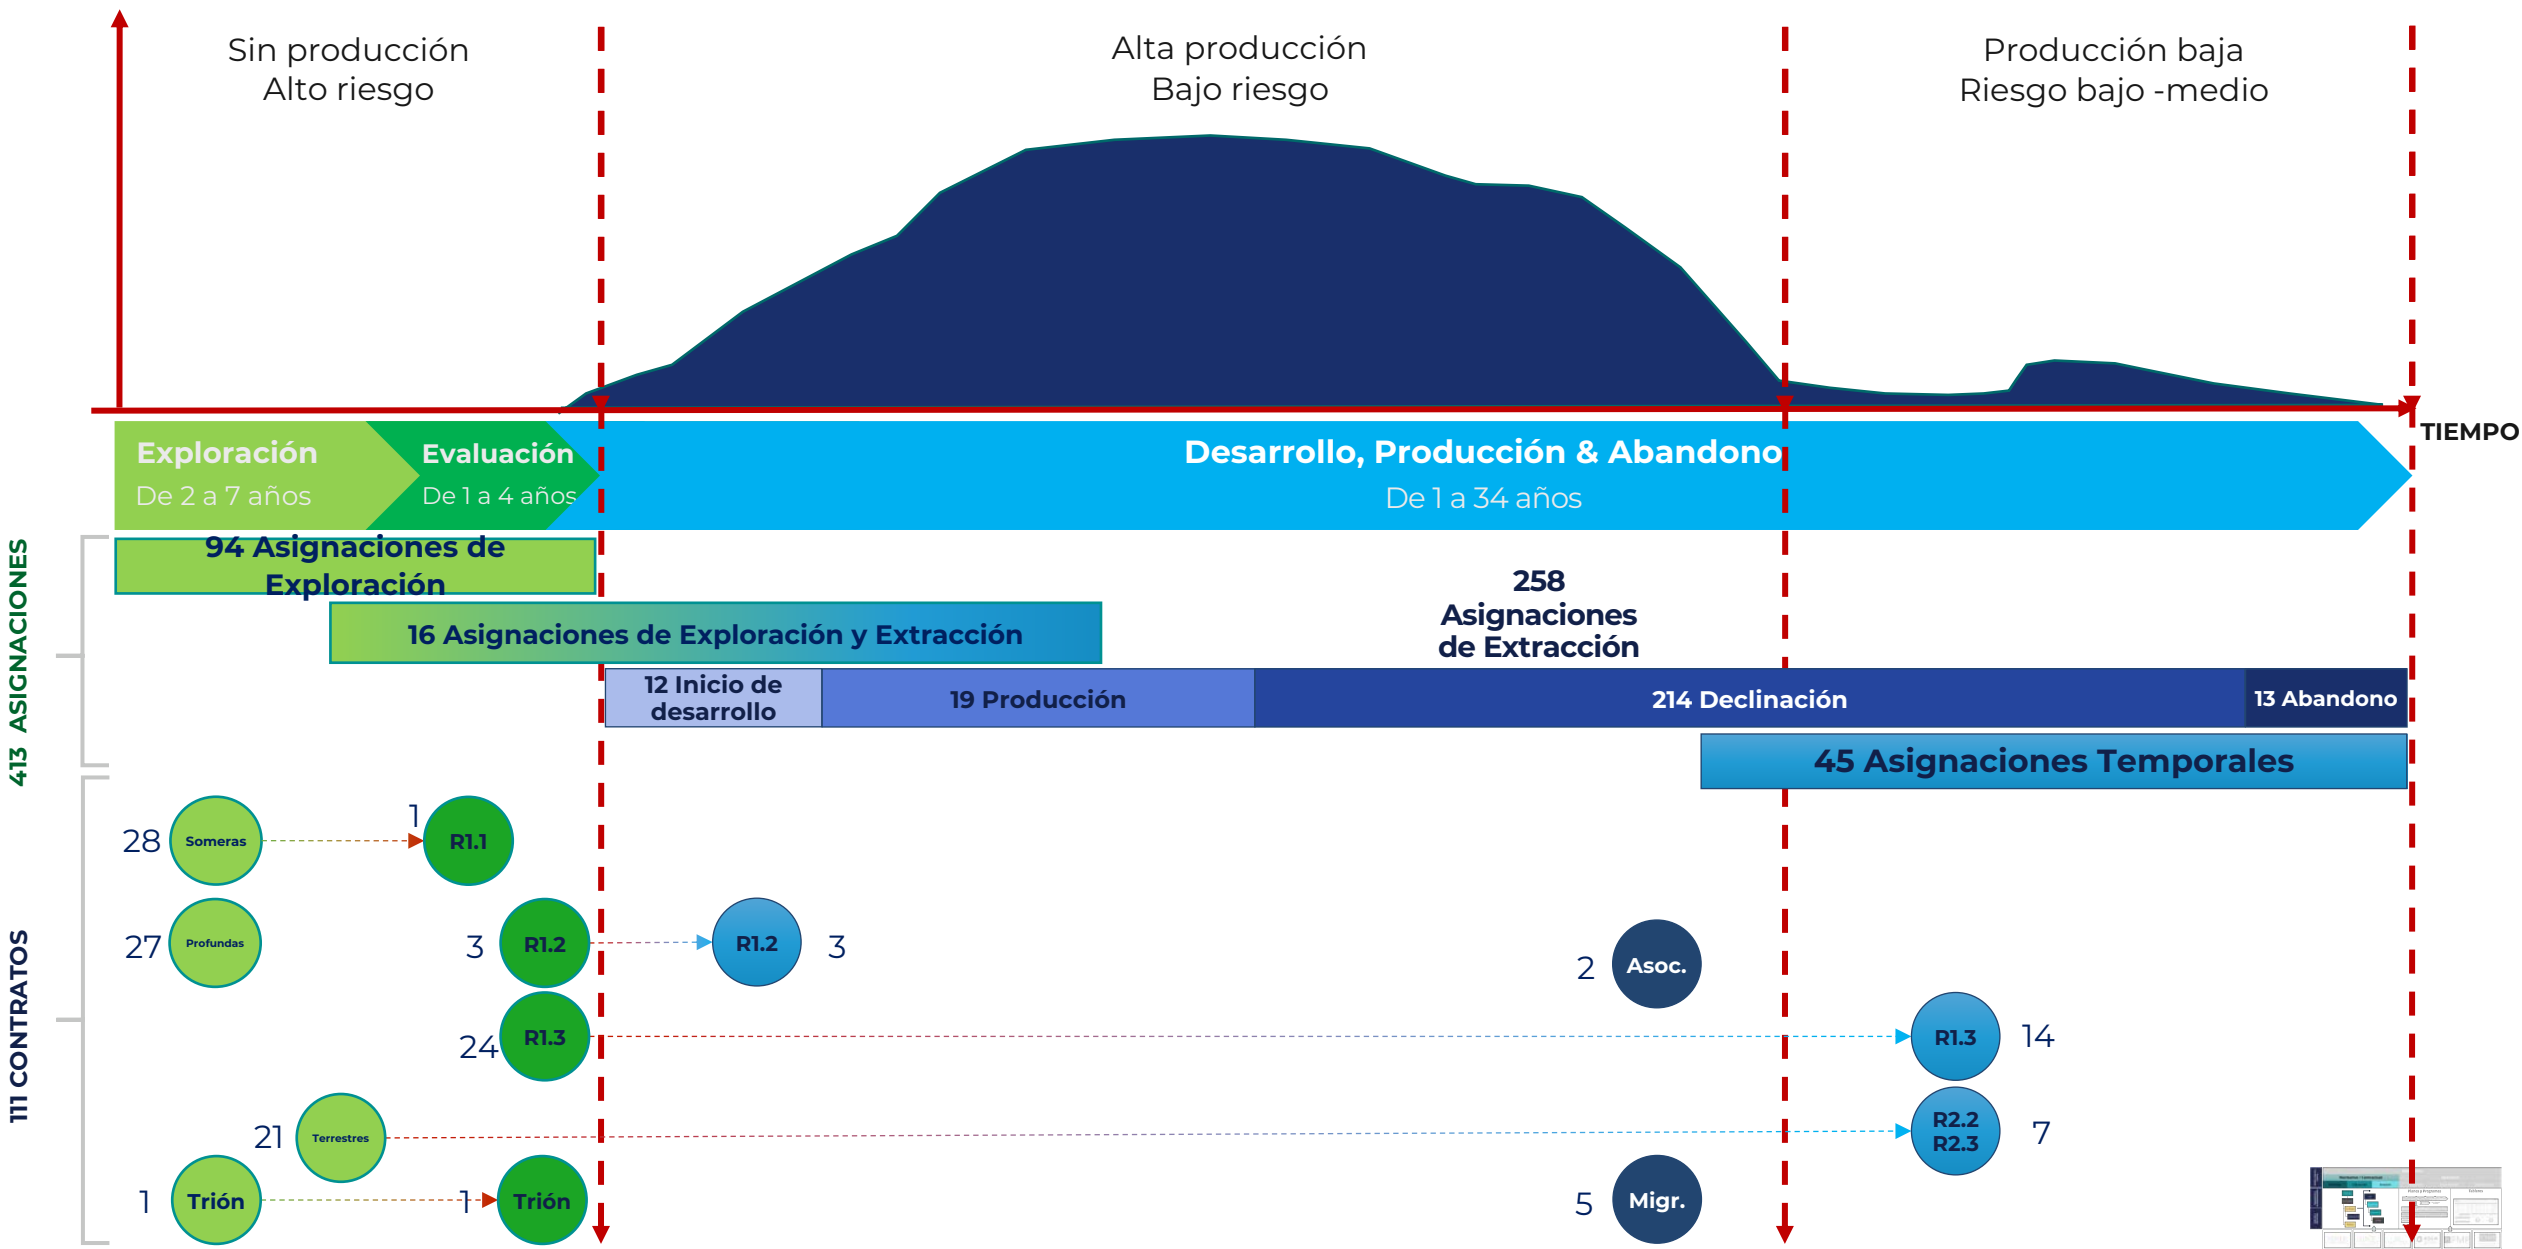 Sin producción
Alto riesgo
Alta producción
Bajo riesgo
Producción baja
Riesgo bajo -medio
TIEMPO
Exploración
De 2 a 7 años
Evaluación
De 1 a 4 años
Desarrollo, Producción & Abandono
De 1 a 34 años
413 ASIGNACIONES
94 Asignaciones de
Exploración
16 Asignaciones de Exploración y Extracción
258
Asignaciones
de Extracción
12 Inicio de
desarrollo
19 Producción
214 Declinación
13 Abandono
45 Asignaciones Temporales
111 CONTRATOS
28 Someras
1 R1.1
27 Profundas
3 R1.2
R1.2 3
2 Asoc.
24 R1.3
R1.3 14
21 Terrestres
R2.2
R2.3
7
1 Trión
1 Trión
5 Migr.